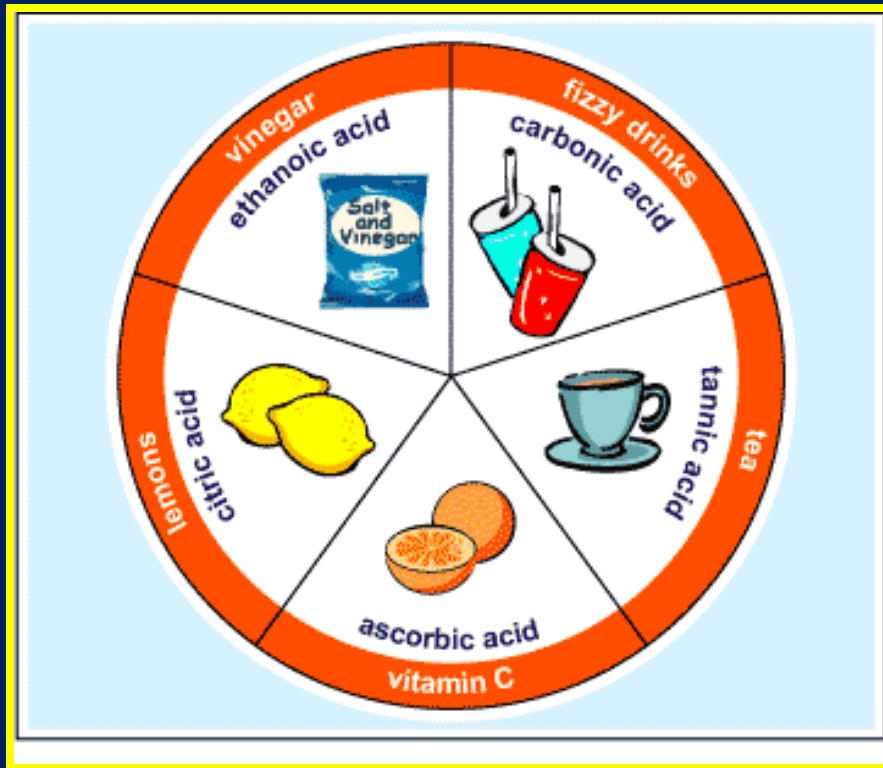 vinegar
ethanoic acid
Salt
and
Vinegar
fizzy drinks
carbonic acid
tea
tannic acid
vitamin C
ascorbic acid
lemons
citric acid